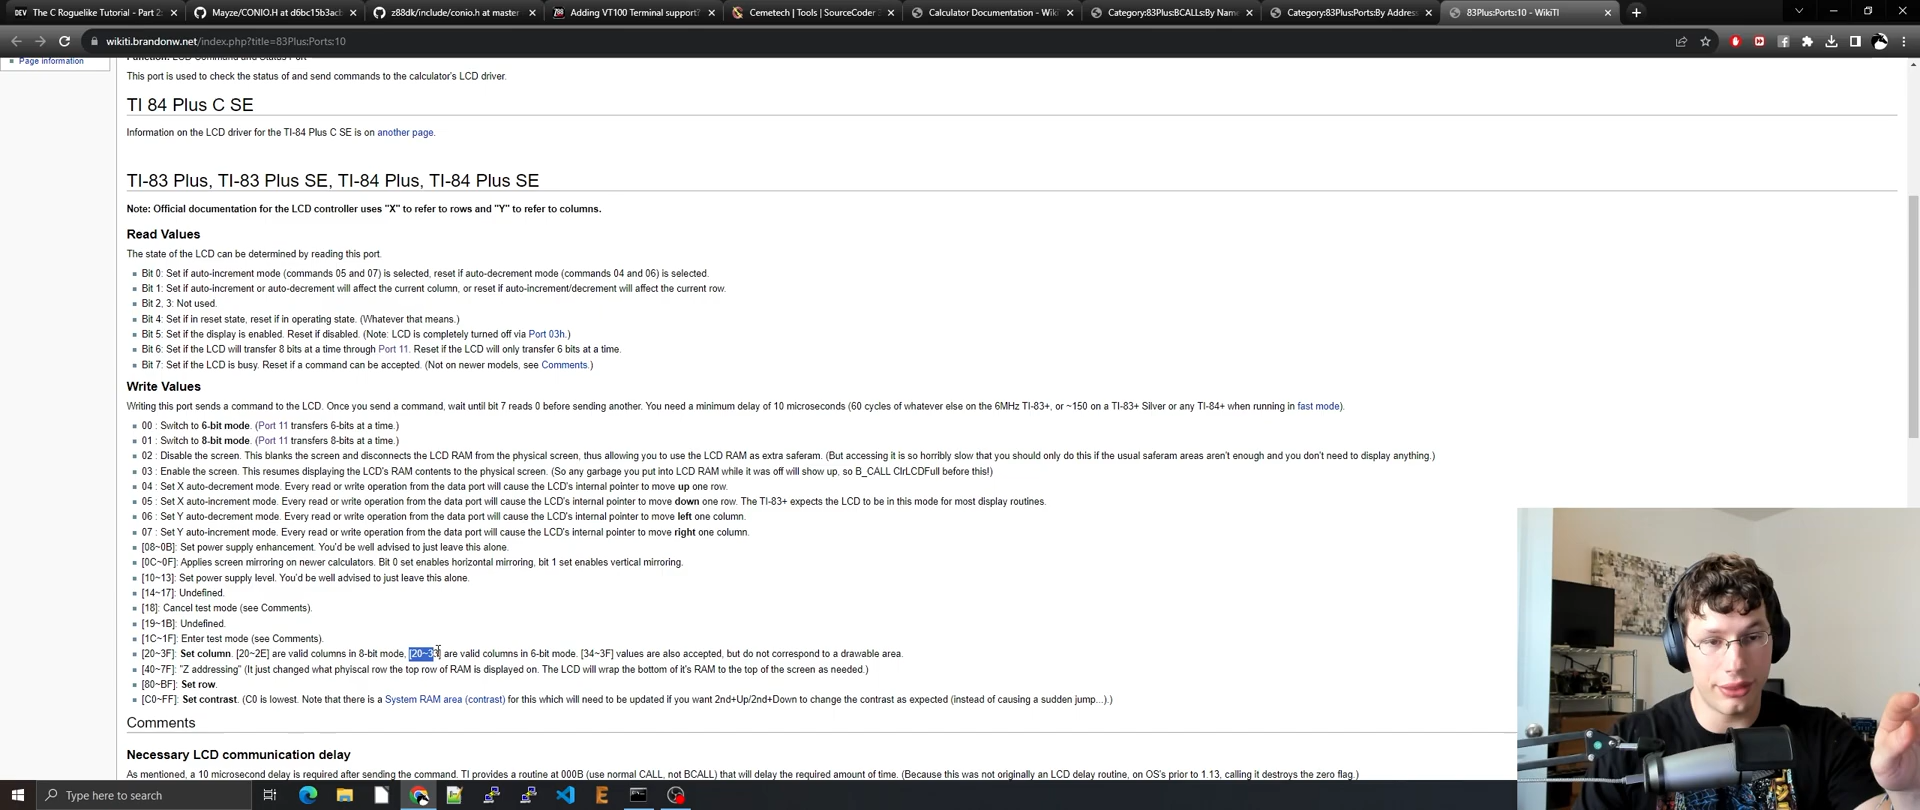 The C Roguelike Tutorial - Part 2:
Mayze/CONIO.H at d6bc15b3acb
z88dk/include/conio.h at master
Adding VT100 Terminal support?
Cemetech | Tools | SourceCoder
Calculator Documentation - Wiki
Category:83Plus:BCALLs:By Name
Category:83Plus:Ports:By Address
83Plus:Ports:10 - WikiTI
wikiti.brandonw.net/index.php?title=83Plus:Ports:10
Page information
Function: LCD Command and Status Port
This port is used to check the status of and send commands to the calculator's LCD driver.
TI 84 Plus C SE
Information on the LCD driver for the TI-84 Plus C SE is on another page.
TI-83 Plus, TI-83 Plus SE, TI-84 Plus, TI-84 Plus SE
Note: Official documentation for the LCD controller uses "X" to refer to rows and "Y" to refer to columns.
Read Values
The state of the LCD can be determined by reading this port.
Bit 0: Set if auto-increment mode (commands 05 and 07) is selected, reset if auto-decrement mode (commands 04 and 06) is selected.
Bit 1: Set if auto-increment or auto-decrement will affect the current column, or reset if auto-increment/decrement will affect the current row.
Bit 2, 3: Not used.
Bit 4: Set if in reset state, reset if in operating state. (Whatever that means.)
Bit 5: Set if the display is enabled. Reset if disabled. (Note: LCD is completely turned off via Port 03h.)
Bit 6: Set if the LCD will transfer 8 bits at a time through Port 11. Reset if the LCD will only transfer 6 bits at a time.
Bit 7: Set if the LCD is busy. Reset if a command can be accepted. (Not on newer models, see Comments.)
Write Values
Writing this port sends a command to the LCD. Once you send a command, wait until bit 7 reads 0 before sending another. You need a minimum delay of 10 microseconds (60 cycles of whatever else on the 6MHz TI-83+, or ~150 on a TI-83+ Silver or any TI-84+ when running in fast mode).
00 : Switch to 6-bit mode. (Port 11 transfers 6-bits at a time.)
01 : Switch to 8-bit mode. (Port 11 transfers 8-bits at a time.)
02 : Disable the screen. This blanks the screen and disconnects the LCD RAM from the physical screen, thus allowing you to use the LCD RAM as extra saferam. (But accessing it is so horribly slow that you should only do this if the usual saferam areas aren't enough and you don't need to display anything.)
03 : Enable the screen. This resumes displaying the LCD's RAM contents to the physical screen. (So any garbage you put into LCD RAM while it was off will show up, so B_CALL ClrLCDFull before this!)
04 : Set X auto-decrement mode. Every read or write operation from the data port will cause the LCD's internal pointer to move up one row.
05 : Set X auto-increment mode. Every read or write operation from the data port will cause the LCD's internal pointer to move down one row. The TI-83+ expects the LCD to be in this mode for most display routines.
06 : Set Y auto-decrement mode. Every read or write operation from the data port will cause the LCD's internal pointer to move left one column.
07 : Set Y auto-increment mode. Every read or write operation from the data port will cause the LCD's internal pointer to move right one column.
[08~0B]: Set power supply enhancement. You'd be well advised to just leave this alone.
[0C~0F]: Applies screen mirroring on newer calculators. Bit 0 set enables horizontal mirroring, bit 1 set enables vertical mirroring.
[10~13]: Set power supply level. You'd be well advised to just leave this alone.
[14~17]: Undefined.
[18]: Cancel test mode (see Comments).
[19~1B]: Undefined.
[1C~1F]: Enter test mode (see Comments).
[20~3F]: Set column. [20~2E] are valid columns in 8-bit mode, [20~33] are valid columns in 6-bit mode. [34~3F] values are also accepted, but do not correspond to a drawable area.
[40~7F]: "Z addressing" (It just changed what phyiscal row the top row of RAM is displayed on. The LCD will wrap the bottom of it's RAM to the top of the screen as needed.)
[80~BF]: Set row.
[C0~FF]: Set contrast. (C0 is lowest. Note that there is a System RAM area (contrast) for this which will need to be updated if you want 2nd+Up/2nd+Down to change the contrast as expected (instead of causing a sudden jump...).)
Comments
Necessary LCD communication delay
As mentioned, a 10 microsecond delay is required after sending the command. TI provides a routine at 000B (use normal CALL, not BCALL) that will delay the required amount of time. (Because this was not originally an LCD delay routine, on OS's prior to 1.13, calling it destroys the zero flag.)
Type here to search